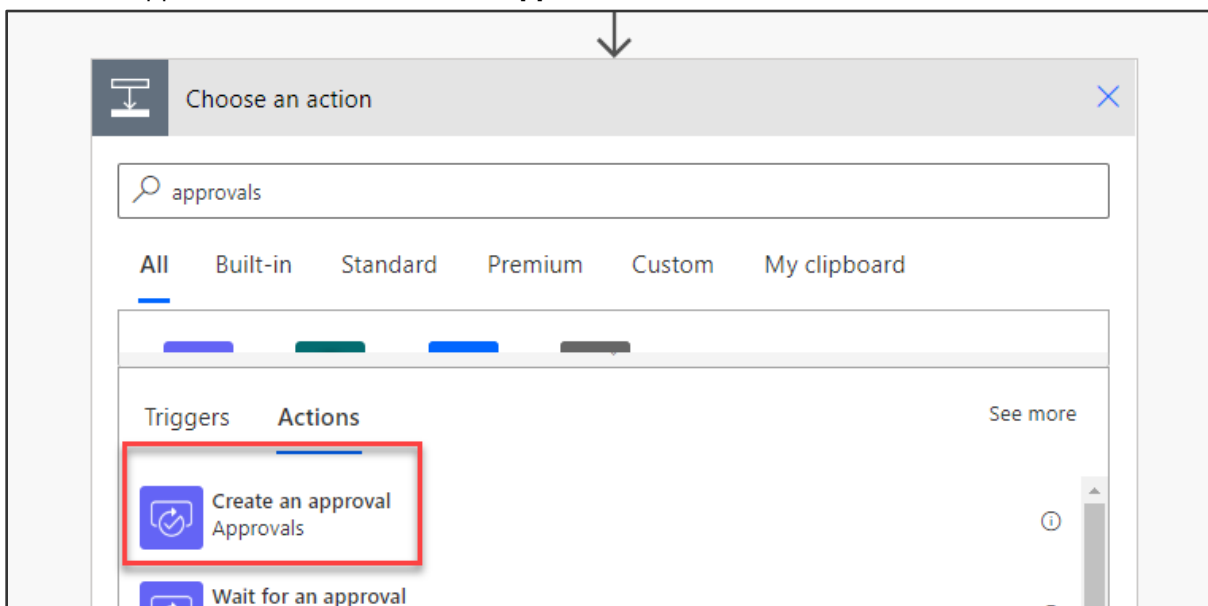 Choose an action
approvals
All Built-in Standard Premium Custom My clipboard
Triggers Actions See more
Create an approval
Approvals
Wait for an approval